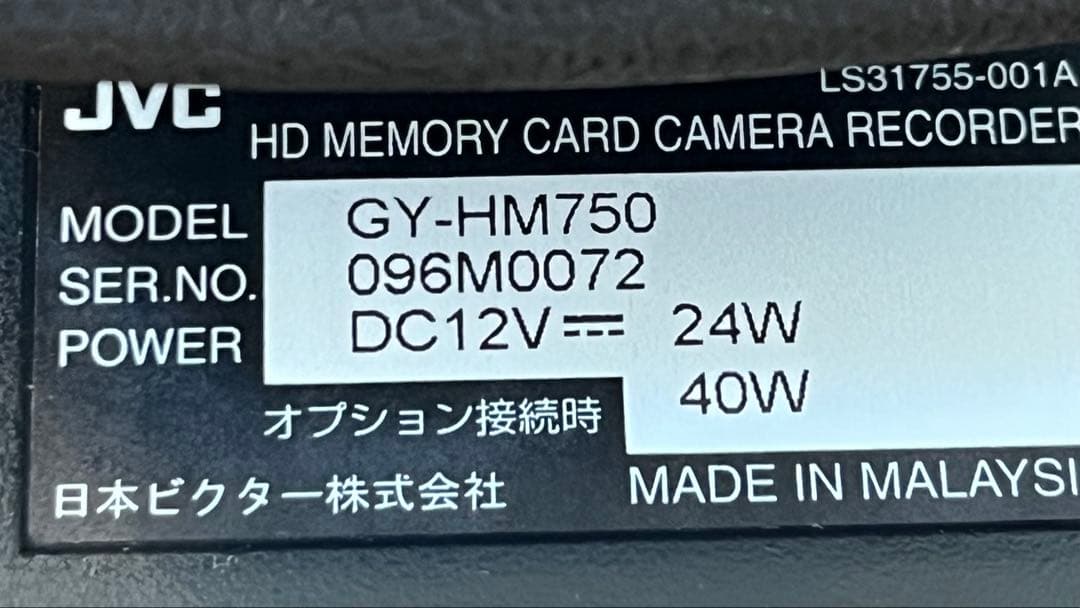 LS31755-001A
JVC
HD MEMORY CARD CAMERA RECORDER
MODEL GY-HM750
SER.NO. 096M0072
POWER DC12V⎓ 24W
オプション接続時 40W
日本ビクター株式会社 MADE IN MALAYSI